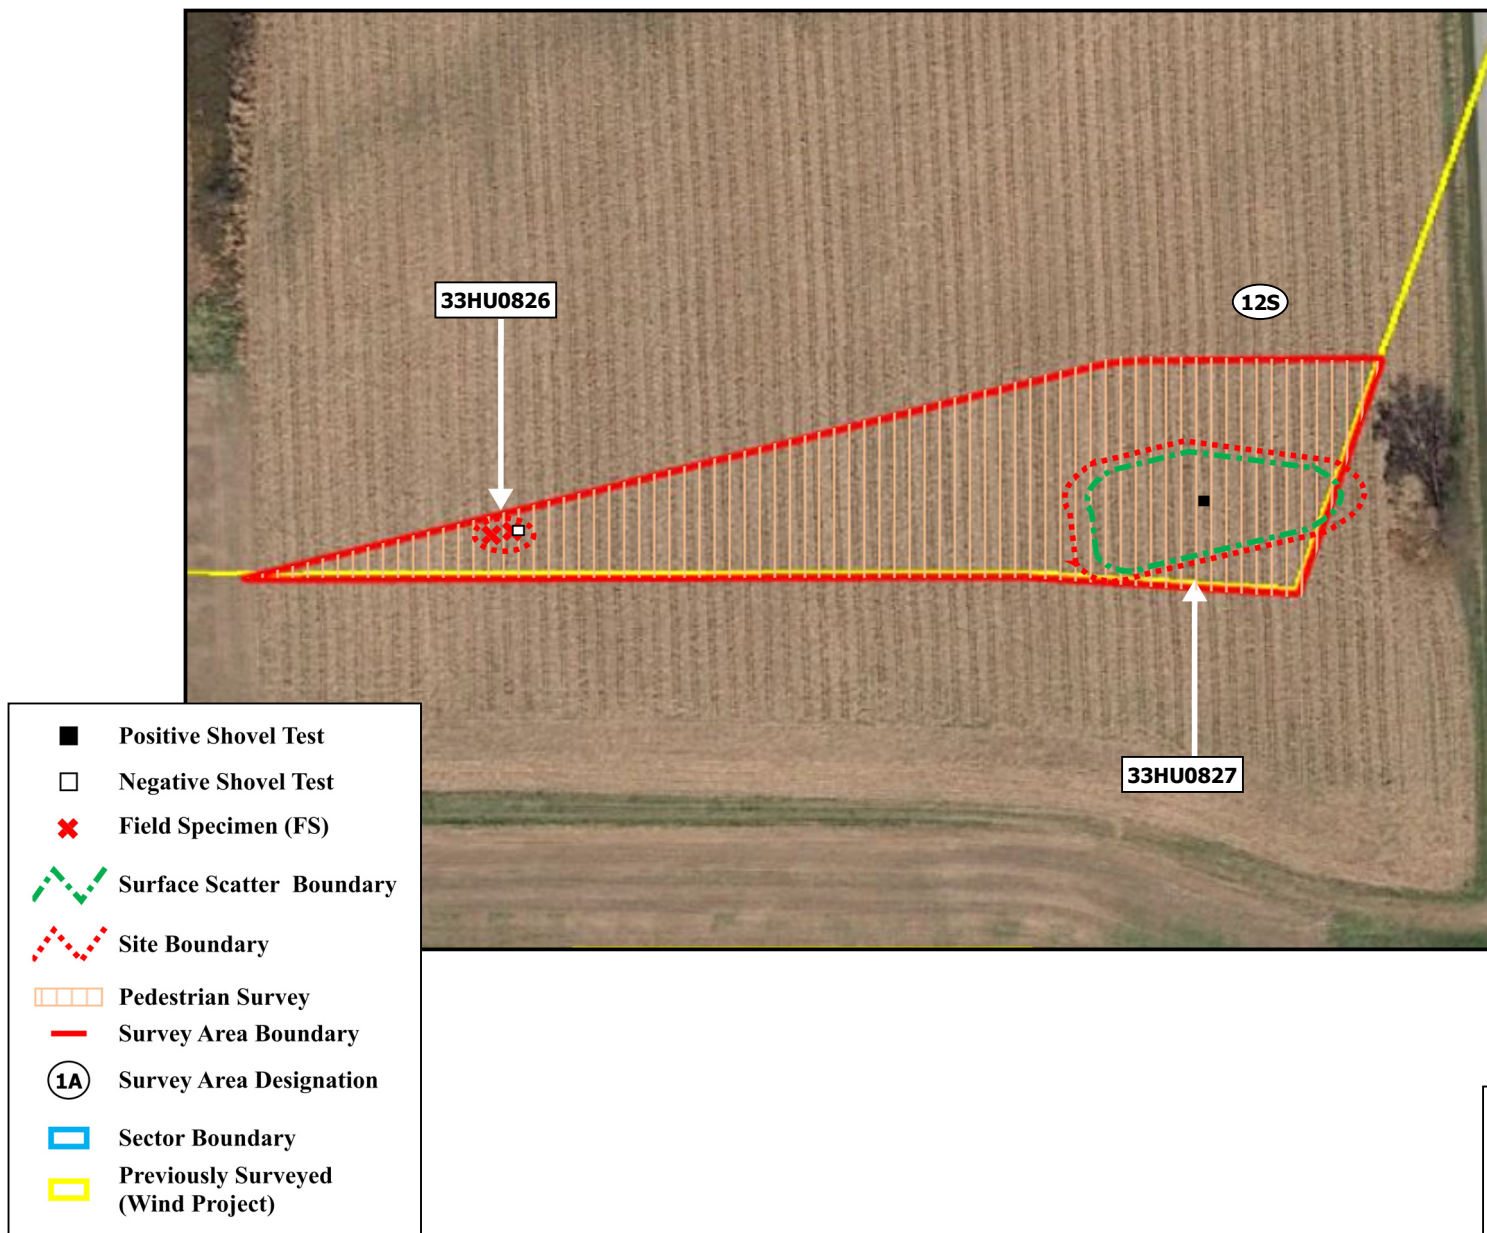 33HU0826
12S
33HU0827
Positive Shovel Test
Negative Shovel Test
Field Specimen (FS)
Surface Scatter Boundary
Site Boundary
Pedestrian Survey
Survey Area Boundary
1A Survey Area Designation
Sector Boundary
Previously Surveyed
(Wind Project)